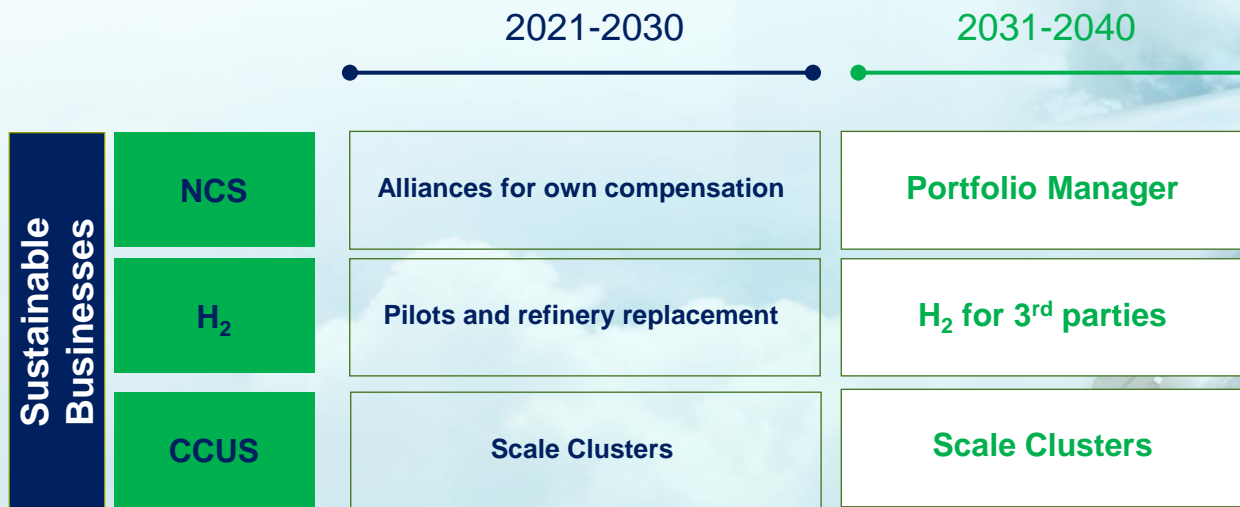 2021-2030
2031-2040
Sustainable
Businesses
NCS
Alliances for own compensation
Portfolio Manager
H₂
Pilots and refinery replacement
H₂ for 3ʳᵈ parties
CCUS
Scale Clusters
Scale Clusters